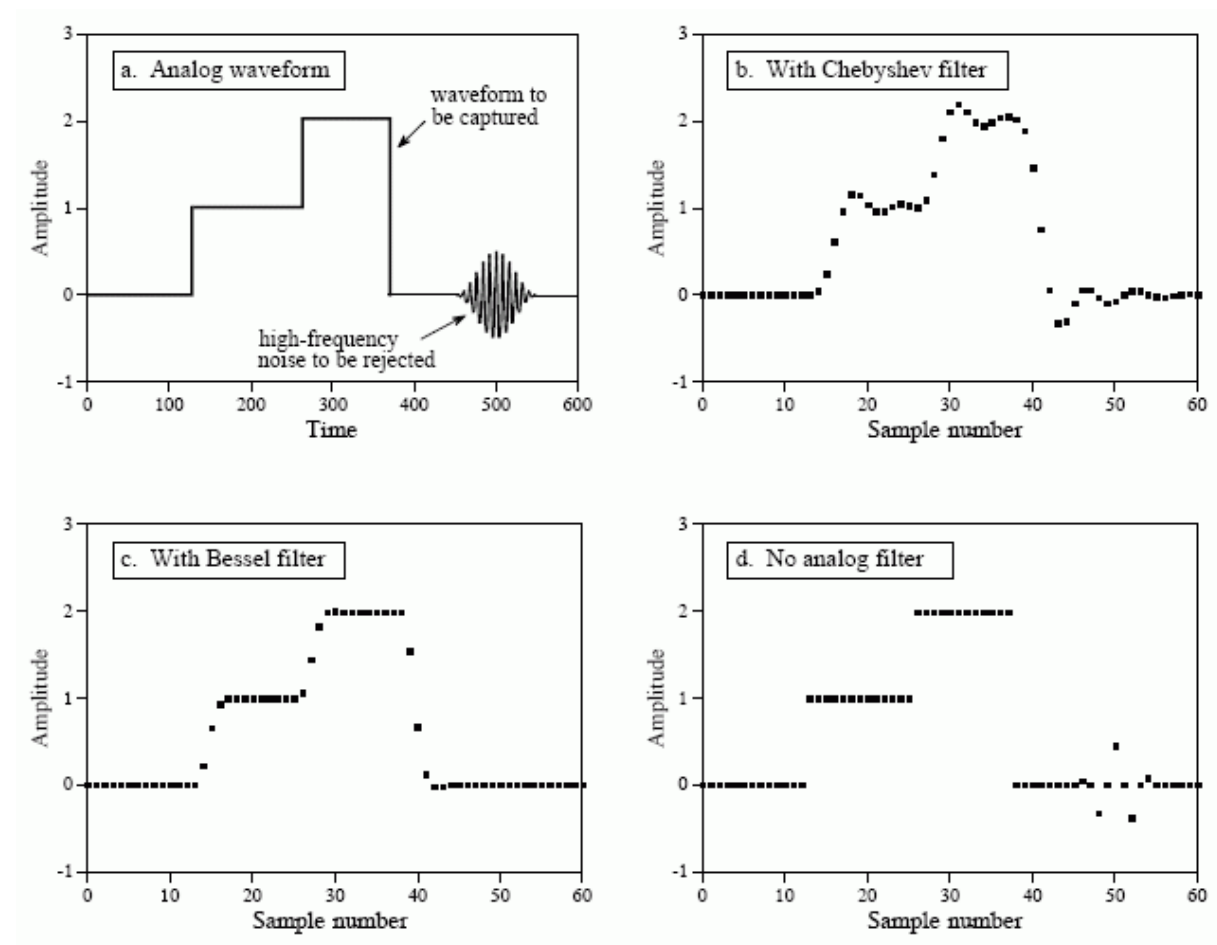 a. Analog waveform
waveform to
be captured
high-frequency
noise to be rejected
3
2
1
0
-1
Amplitude
0 100 200 300 400 500 600
Time
b. With Chebyshev filter
3
2
1
0
-1
Amplitude
0 10 20 30 40 50 60
Sample number
c. With Bessel filter
3
2
1
0
-1
Amplitude
0 10 20 30 40 50 60
Sample number
d. No analog filter
3
2
1
0
-1
Amplitude
0 10 20 30 40 50 60
Sample number